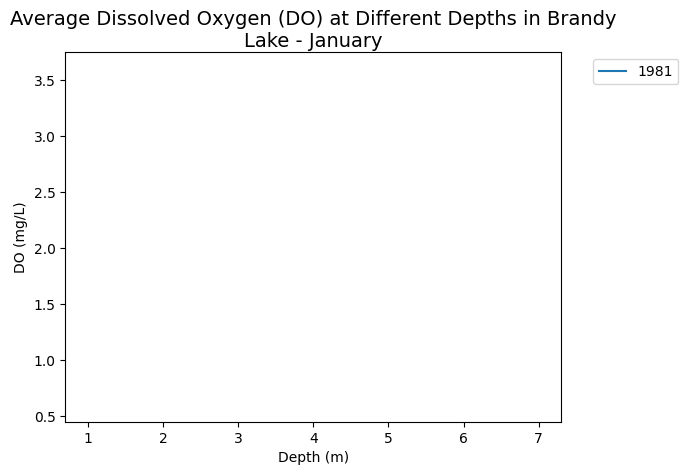 Average Dissolved Oxygen (DO) at Different Depths in Brandy
Lake - January
1981
3.5
3.0
2.5
2.0
1.5
1.0
0.5
DO (mg/L)
1 2 3 4 5 6 7
Depth (m)